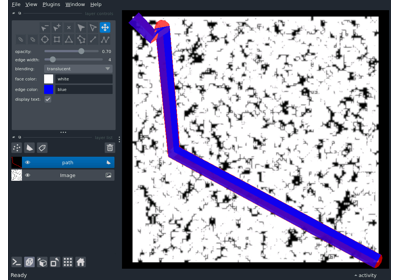 File View Plugins Window Help
opacity: 0.70
edge width:
blending: translucent
face color: white
edge color: blue
display text:
path
Image
Ready
activity